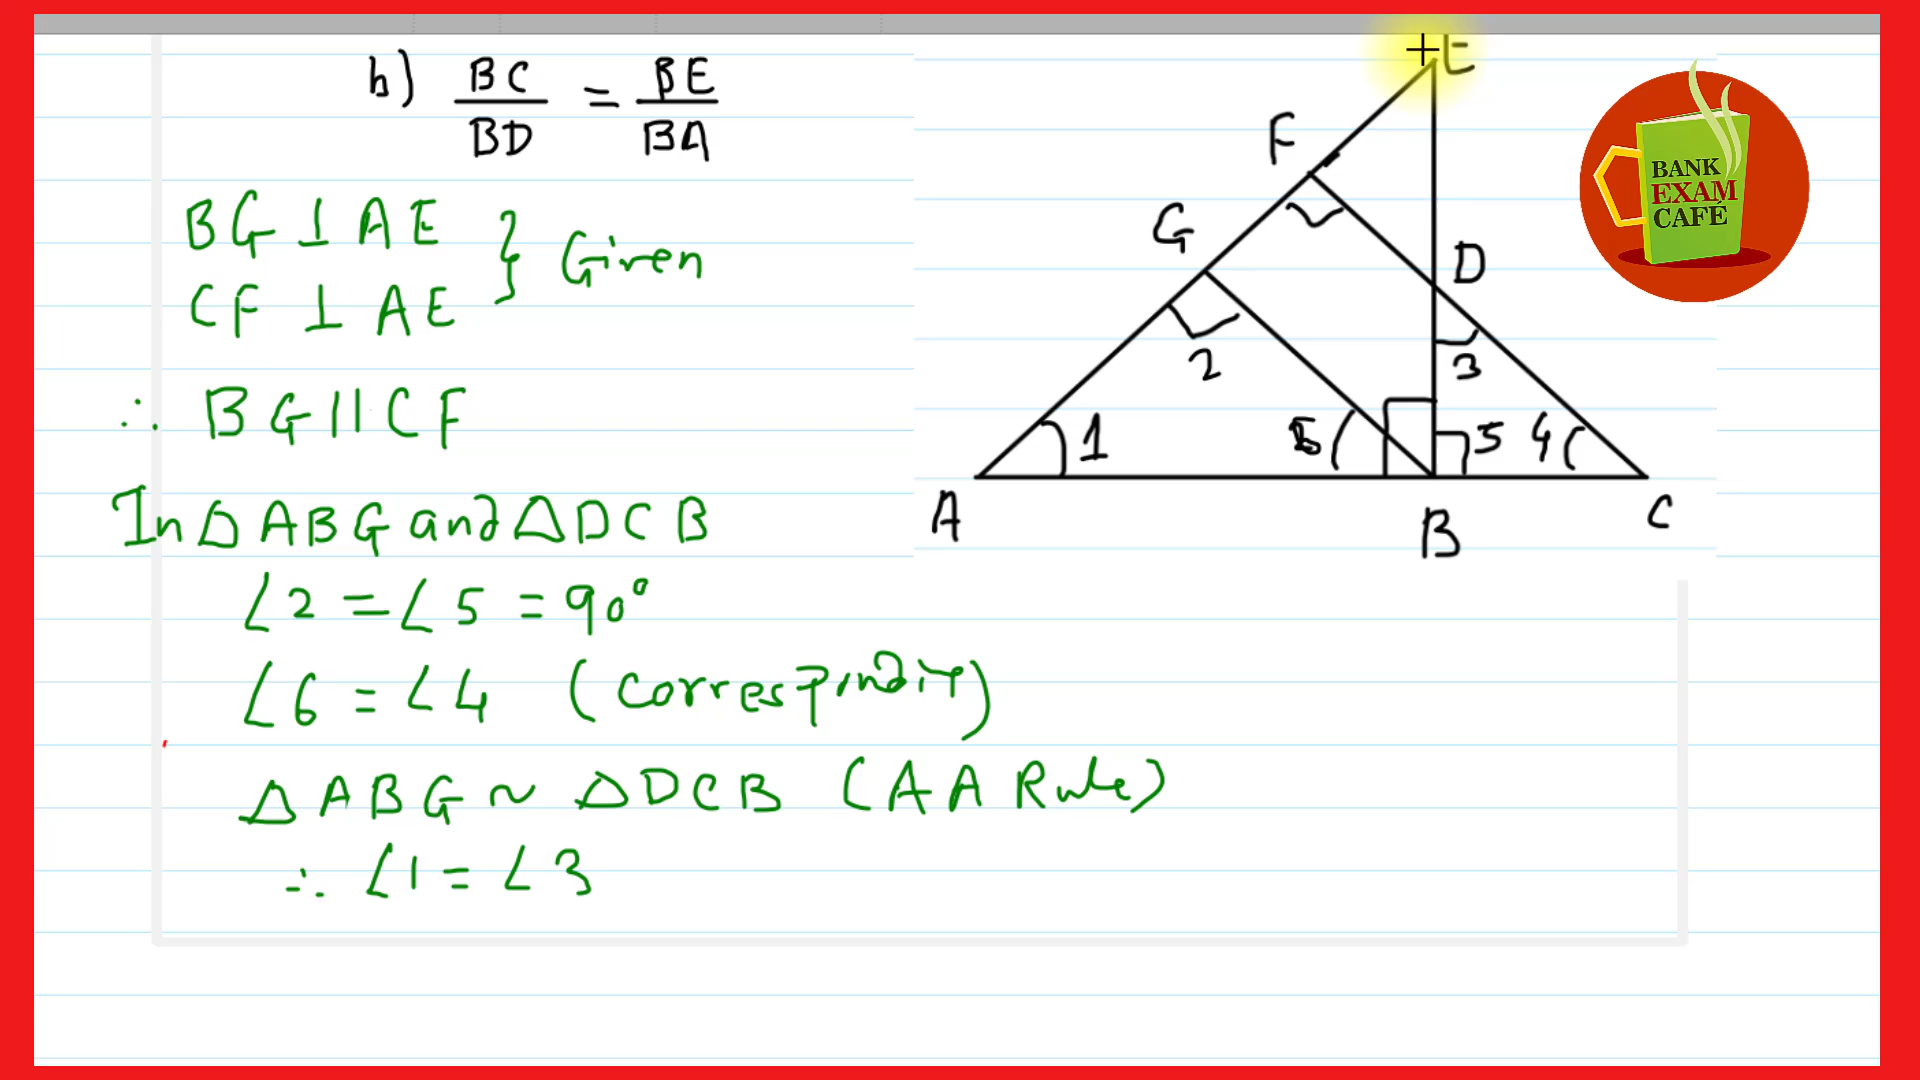 b) BC/BD = BE/BA
BG ⊥ AE } Given
CF ⊥ AE
∴ BG || CF
In △ABG and △DCB
∠2 = ∠5 = 90°
∠6 = ∠4 (corresponding)
△ABG ~ △DCB (AA Rule)
∴ ∠1 = ∠3
E
F
G
D
2
3
1
6
5
4
A
B
C
BANK
EXAM
CAFÉ